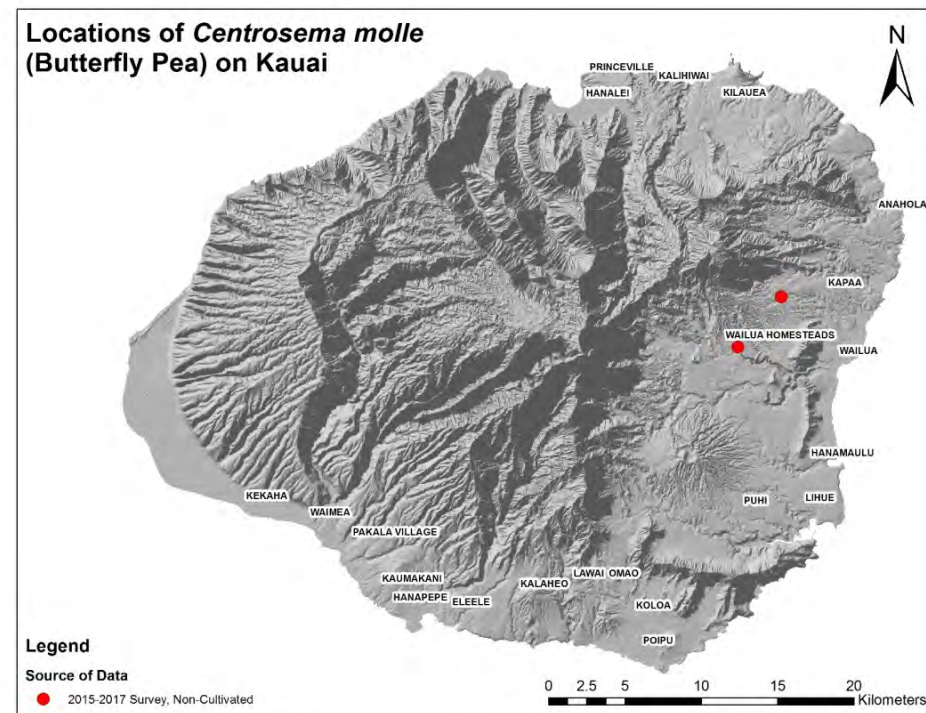 Locations of Centrosema molle
(Butterfly Pea) on Kauai
N
PRINCEVILLE
KALIHIWAI
HANALEI
KILAUEA
ANAHOLA
KAPAA
WAILUA HOMESTEADS
WAILUA
HANAMAULU
KEKAHA
PUHI
LIHUE
WAIMEA
PAKALA VILLAGE
KAUMAKANI
KALAHEO
LAWAI
OMAO
HANAPEPE
ELEELE
KOLOA
POIPU
Legend
Source of Data
2015-2017 Survey, Non-Cultivated
0 2.5 5 10 15 20
Kilometers